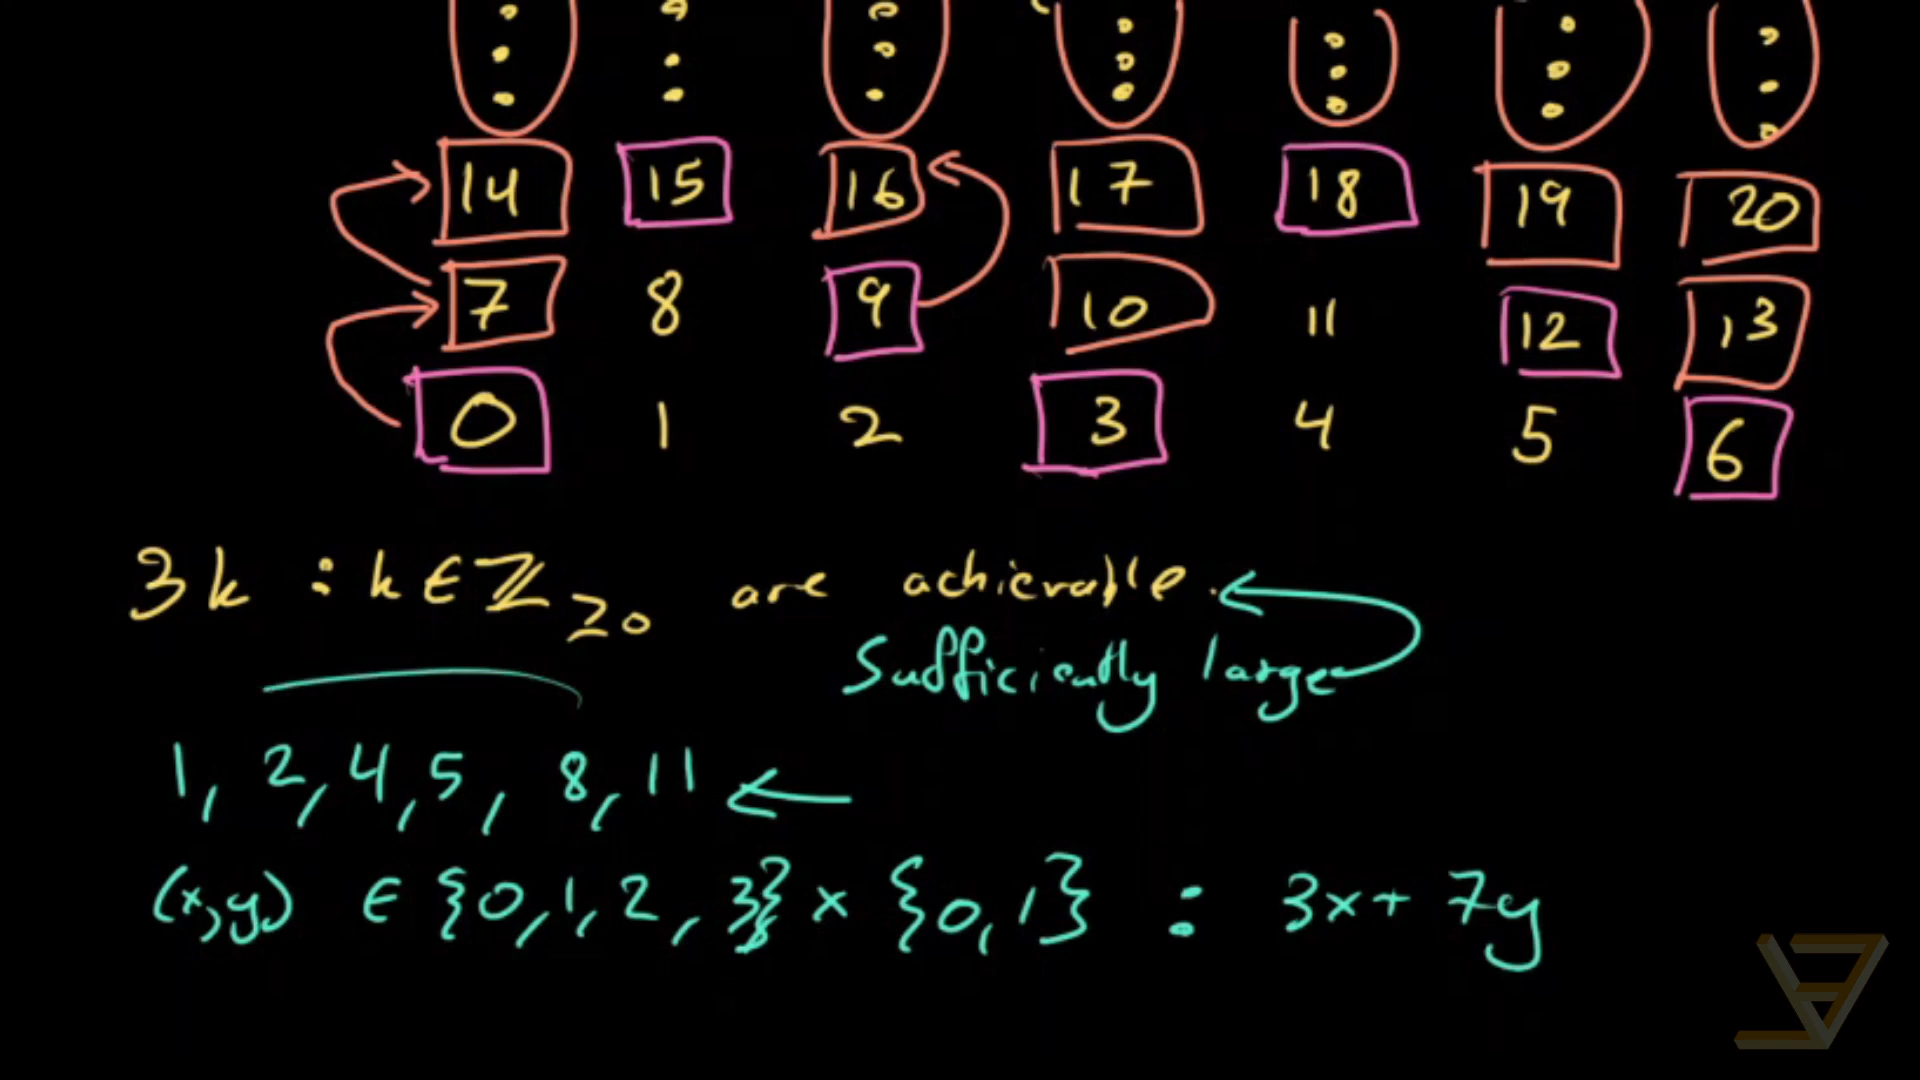 14 15 16 17 18 19 20
7 8 9 10 11 12 13
0 1 2 3 4 5 6
3k : k ∈ ℤ₂₀ are achievable.
Sufficiently large
1, 2, 4, 5, 8, 11
(x,y) ∈ {0,1,2,3} × {0,1} : 3x + 7y